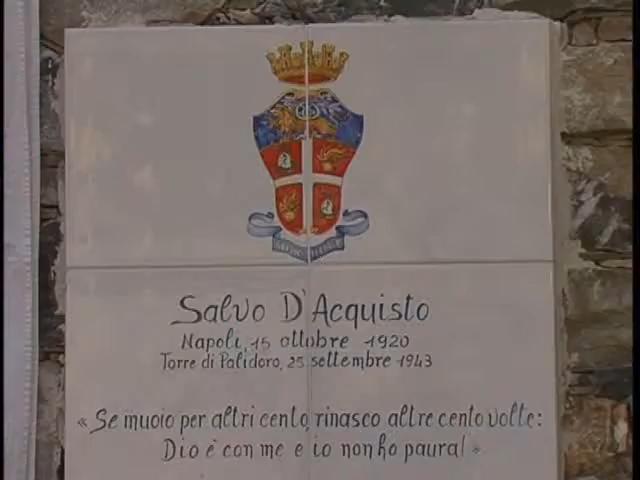 Salvo D'Acquisto
Napoli, 15 ottobre 1920
Torre di Palidoro, 25 settembre 1943
«Se muoio per altri cento, rinasco altre cento volte:
Dio è con me e io non ho paura!»